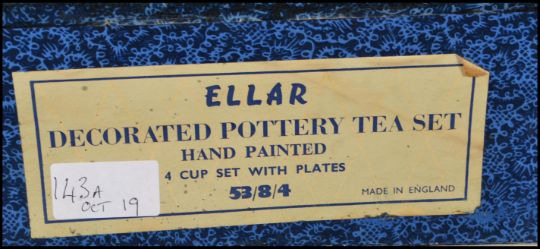 ELLAR
DECORATED POTTERY TEA SET
HAND PAINTED
4 CUP SET WITH PLATES
53/8/4
MADE IN ENGLAND
143A
OCT 19